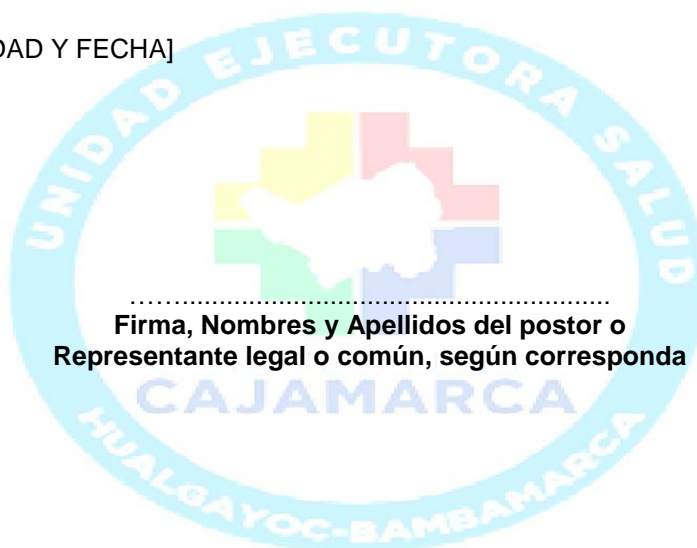 DAD Y FECHA]
UNIDAD EJECUTORA SALUD
……...........................................................
Firma, Nombres y Apellidos del postor o
Representante legal o común, según corresponda
CAJAMARCA
HUALGAYOC-BAMBAMARCA